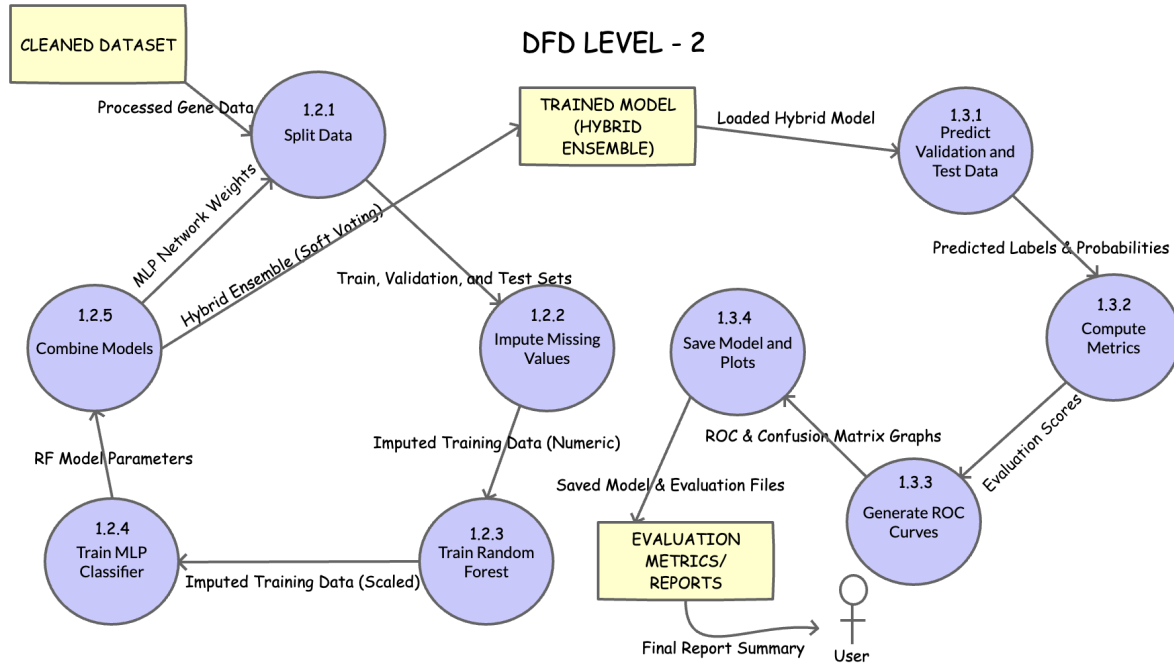 DFD LEVEL - 2
CLEANED DATASET
Processed Gene Data
1.2.1
Split Data
MLP Network Weights
Hybrid Ensemble (Soft Voting)
Train, Validation, and Test Sets
1.2.2
Impute Missing
Values
Imputed Training Data (Numeric)
1.2.3
Train Random
Forest
Imputed Training Data (Scaled)
1.2.4
Train MLP
Classifier
RF Model Parameters
1.2.5
Combine Models
TRAINED MODEL
(HYBRID
ENSEMBLE)
Loaded Hybrid Model
1.3.1
Predict
Validation and
Test Data
Predicted Labels & Probabilities
1.3.2
Compute
Metrics
Evaluation Scores
1.3.3
Generate ROC
Curves
ROC & Confusion Matrix Graphs
1.3.4
Save Model and
Plots
Saved Model & Evaluation Files
EVALUATION
METRICS/
REPORTS
Final Report Summary
User